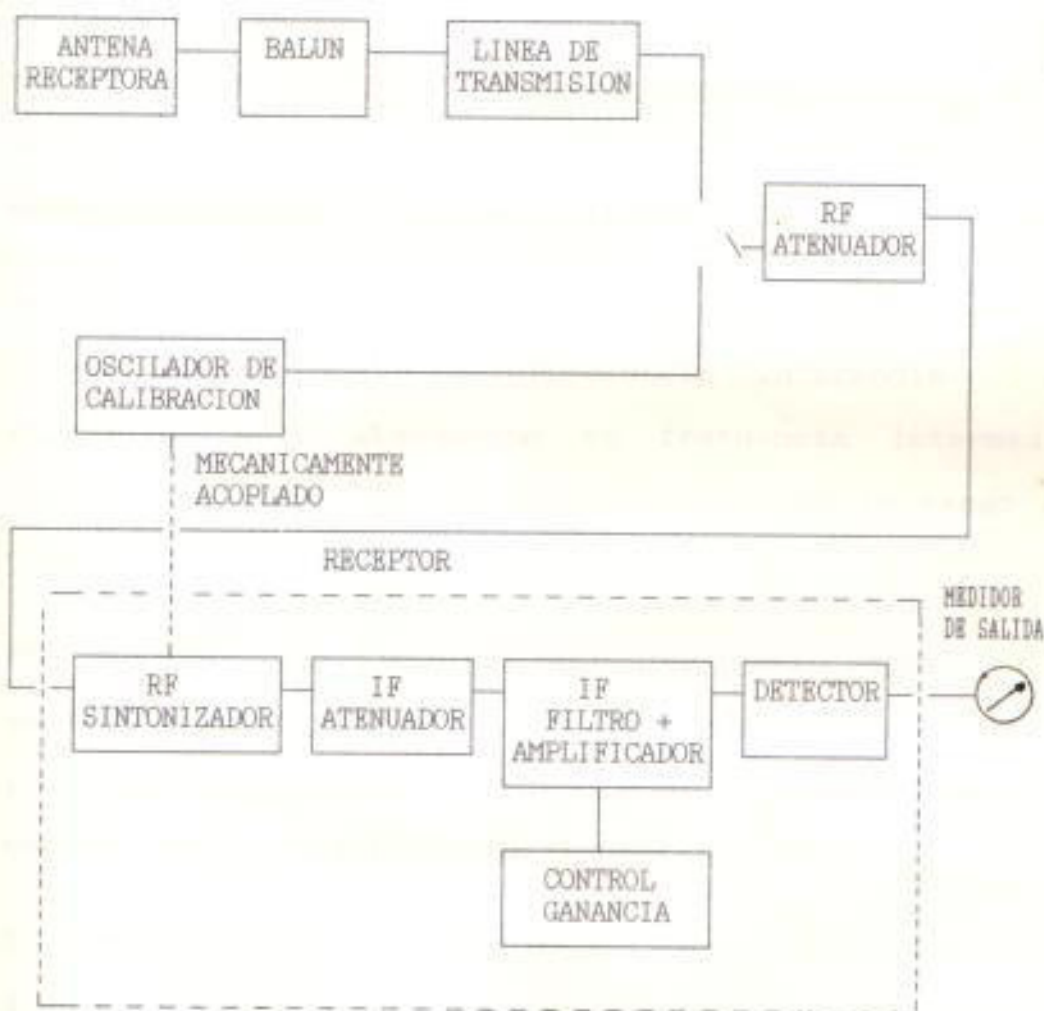 ANTENA
RECEPTORA
BALUN
LINEA DE
TRANSMISION
RF
ATENUADOR
OSCILADOR DE
CALIBRACION
MECANICAMENTE
ACOPLADO
RECEPTOR
MEDIDOR
DE SALIDA
RF
SINTONIZADOR
IF
ATENUADOR
IF
FILTRO +
AMPLIFICADOR
DETECTOR
CONTROL
GANANCIA